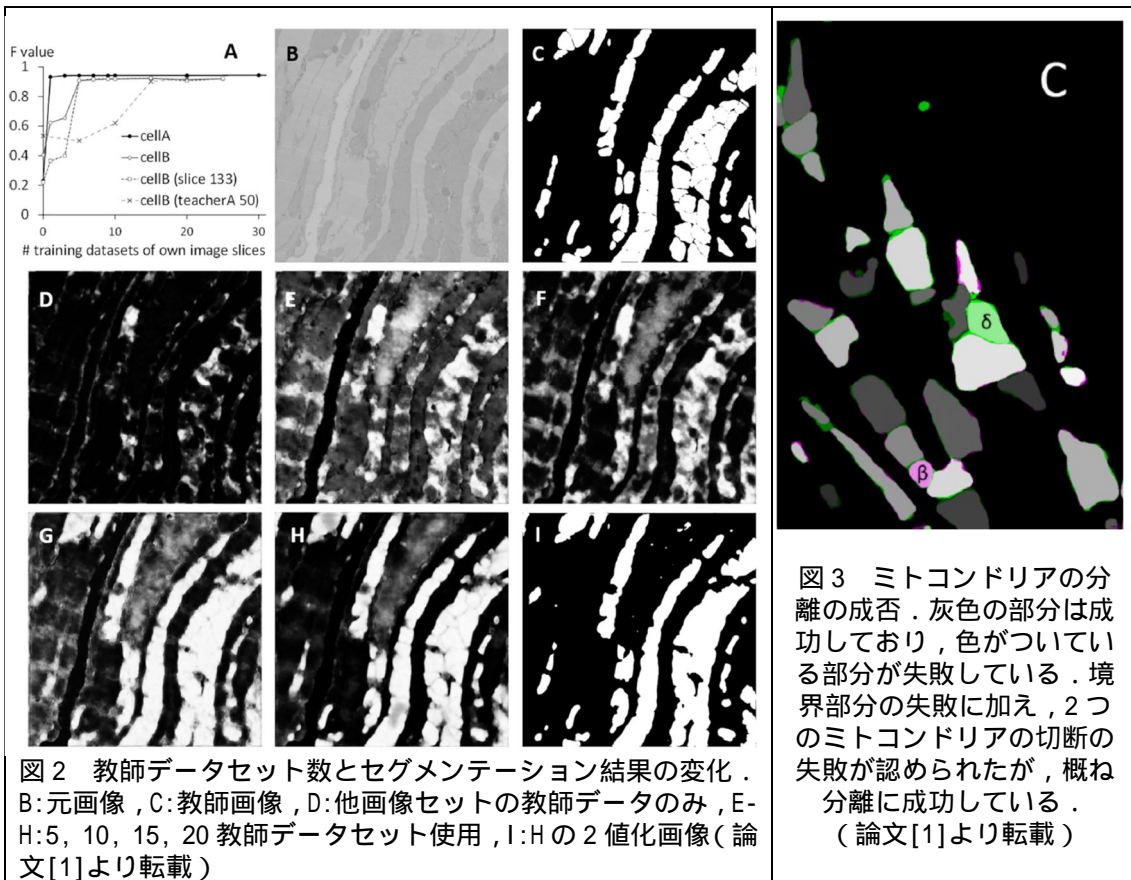 F value
A
1
0.8
0.6
0.4
0.2
0
cellA
cellB
cellB (slice 133)
cellB (teacherA 50)
0
10
20
30
# training datasets of own image slices
B
C
D
E
F
G
H
I
図２　教師データセット数とセグメンテーション結果の変化．
B:元画像，C:教師画像，D:他画像セットの教師データのみ，E-
H:5, 10, 15, 20 教師データセット使用，I:H の２値化画像（論
文[1]より転載）
C
δ
β
図３　ミトコンドリアの分
離の成否．灰色の部分は成
功しており，色がついてい
る部分が失敗している．境
界部分の失敗に加え，２つ
のミトコンドリアの切断の
失敗が認められたが，概ね
分離に成功している．
（論文[1]より転載）